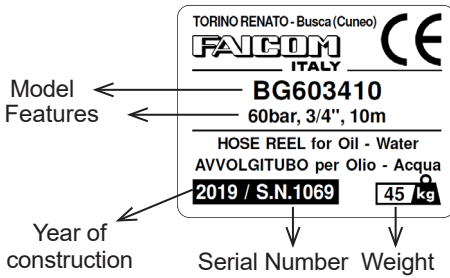 TORINO RENATO - Busca (Cuneo)
CE
FAICOM
ITALY
Model
BG603410
Features
60bar, 3/4", 10m
HOSE REEL for Oil - Water
AVVOLGITUBO per Olio - Acqua
2019 / S.N.1069
45 kg
Year of
construction
Serial Number
Weight